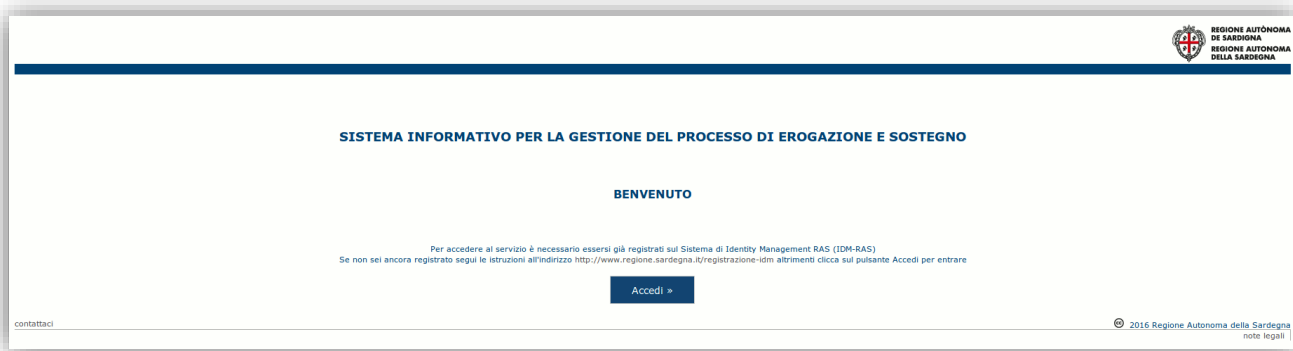 REGIONE AUTÒNOMA
DE SARDIGNA
REGIONE AUTONOMA
DELLA SARDEGNA
SISTEMA INFORMATIVO PER LA GESTIONE DEL PROCESSO DI EROGAZIONE E SOSTEGNO
BENVENUTO
Per accedere al servizio è necessario essersi già registrati sul Sistema di Identity Management RAS (IDM-RAS)
Se non sei ancora registrato segui le istruzioni all'indirizzo http://www.regione.sardegna.it/registrazione-idm altrimenti clicca sul pulsante Accedi per entrare
Accedi »
contattaci
cc 2016 Regione Autonoma della Sardegna
note legali |